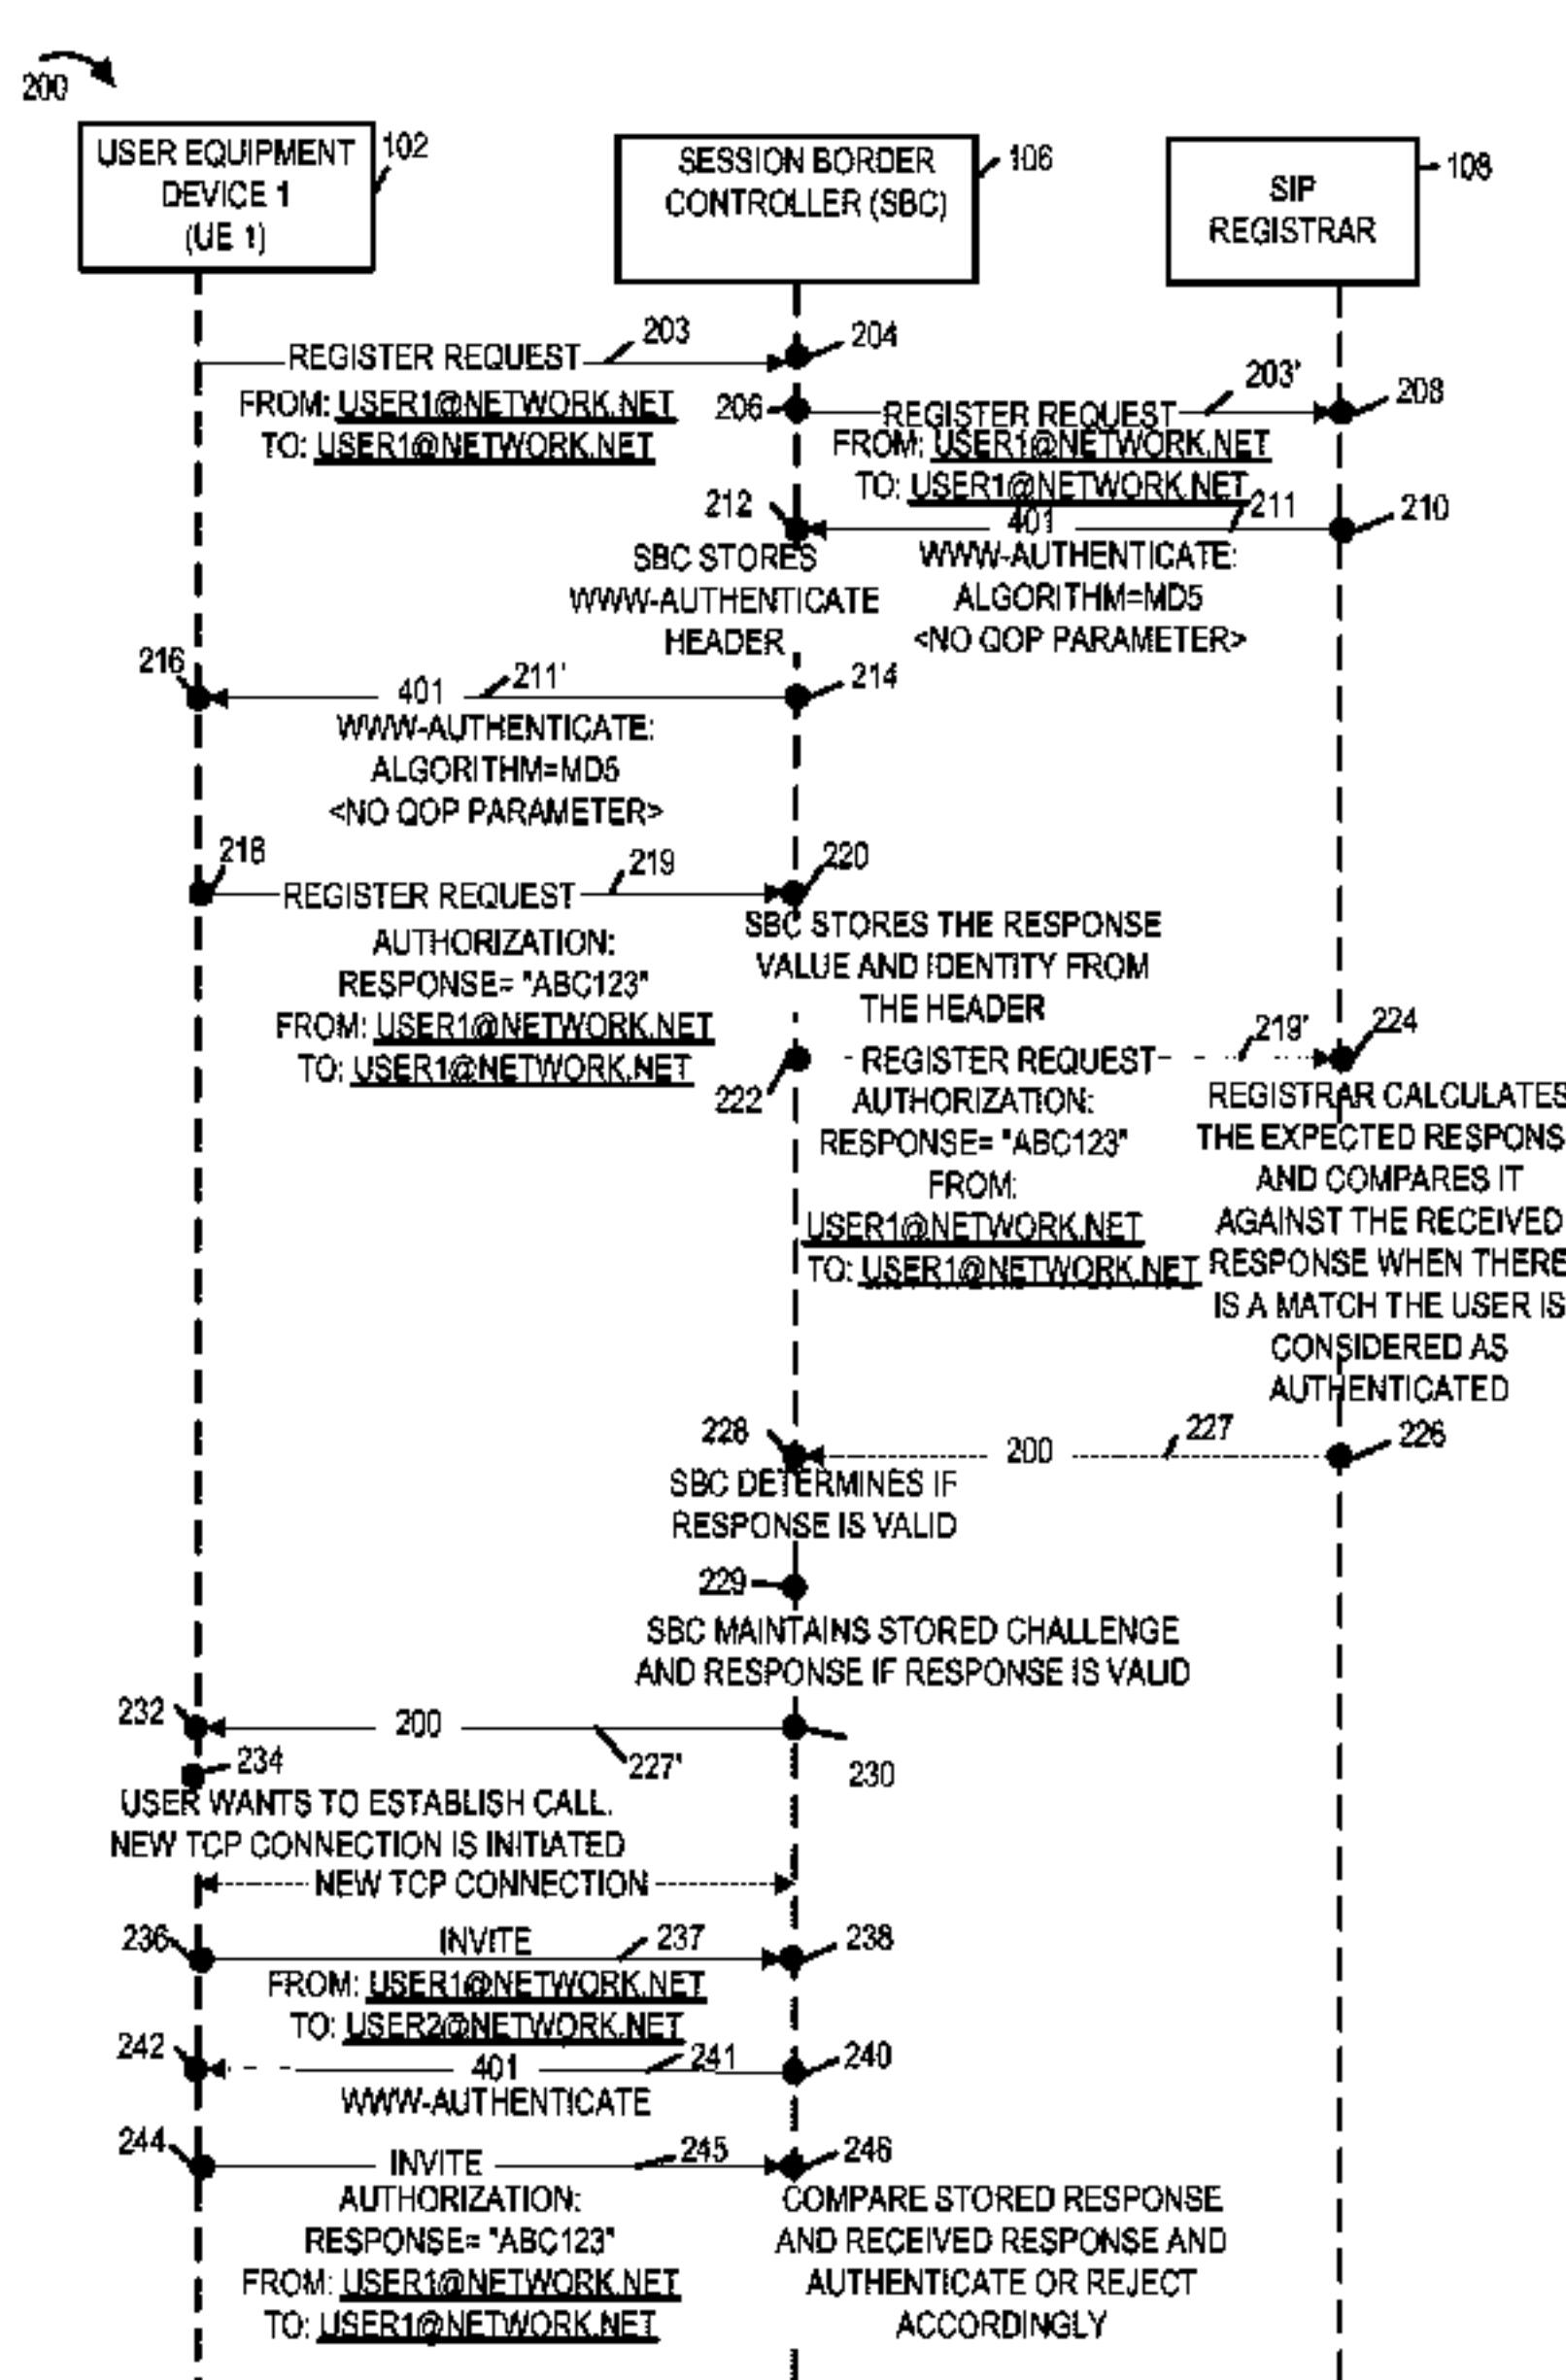 200
USER EQUIPMENT
DEVICE 1
(UE 1)
102
SESSION BORDER
CONTROLLER (SBC)
106
SIP
REGISTRAR
108
REGISTER REQUEST
203
204
FROM: USER1@NETWORK.NET
TO: USER1@NETWORK.NET
206
REGISTER REQUEST
203'
208
FROM: USER1@NETWORK.NET
TO: USER1@NETWORK.NET
212
401
211
210
SBC STORES
WWW-AUTHENTICATE
HEADER
WWW-AUTHENTICATE:
ALGORITHM=MD5
<NO QOP PARAMETER>
216
401
211'
214
WWW-AUTHENTICATE:
ALGORITHM=MD5
<NO QOP PARAMETER>
218
REGISTER REQUEST
219
220
AUTHORIZATION:
RESPONSE= "ABC123"
FROM: USER1@NETWORK.NET
TO: USER1@NETWORK.NET
SBC STORES THE RESPONSE
VALUE AND IDENTITY FROM
THE HEADER
222
REGISTER REQUEST
219'
224
AUTHORIZATION:
RESPONSE= "ABC123"
FROM:
USER1@NETWORK.NET
TO: USER1@NETWORK.NET
REGISTRAR CALCULATES
THE EXPECTED RESPONS
AND COMPARES IT
AGAINST THE RECEIVED
RESPONSE WHEN THERE
IS A MATCH THE USER IS
CONSIDERED AS
AUTHENTICATED
228
200
227
226
SBC DETERMINES IF
RESPONSE IS VALID
229
SBC MAINTAINS STORED CHALLENGE
AND RESPONSE IF RESPONSE IS VALID
232
200
227'
230
234
USER WANTS TO ESTABLISH CALL.
NEW TCP CONNECTION IS INITIATED
NEW TCP CONNECTION
236
INVITE
237
238
FROM: USER1@NETWORK.NET
TO: USER2@NETWORK.NET
242
401
241
240
WWW-AUTHENTICATE
244
INVITE
245
246
AUTHORIZATION:
RESPONSE= "ABC123"
FROM: USER1@NETWORK.NET
TO: USER1@NETWORK.NET
COMPARE STORED RESPONSE
AND RECEIVED RESPONSE AND
AUTHENTICATE OR REJECT
ACCORDINGLY